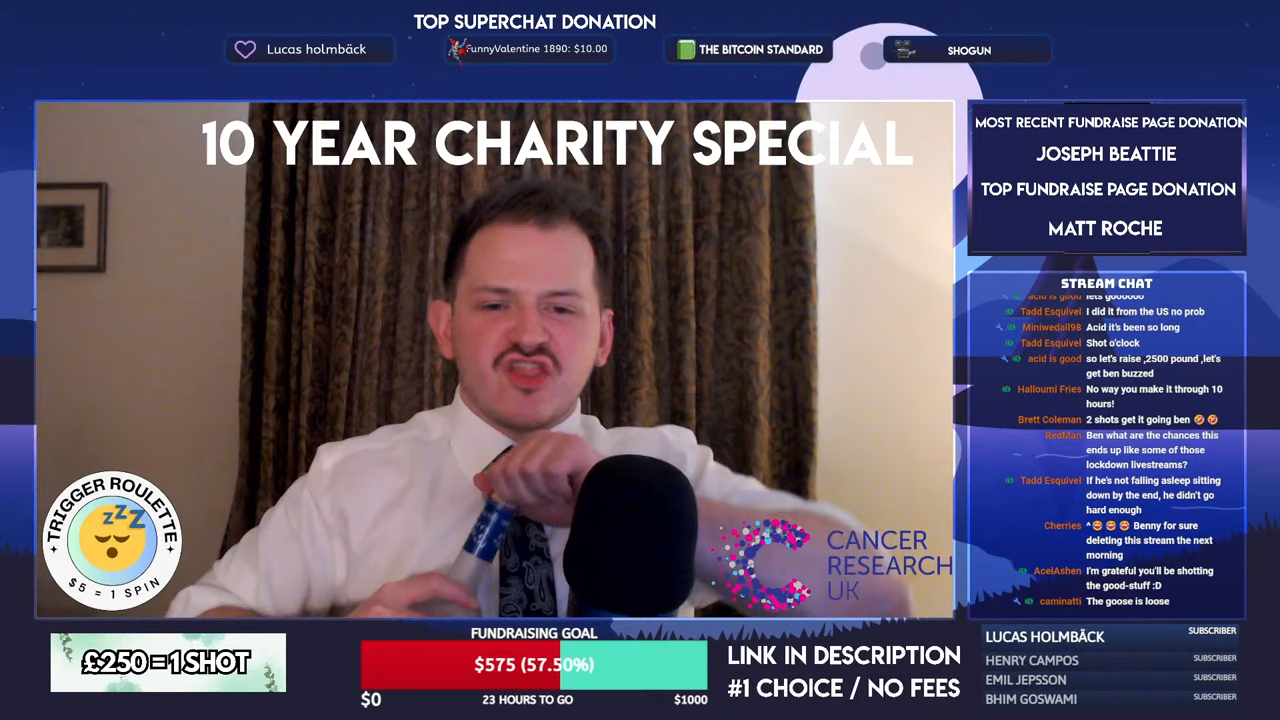 TOP SUPERCHAT DONATION
Lucas holmbäck
FunnyValentine 1890: $10.00
THE BITCOIN STANDARD
SHOGUN
10 YEAR CHARITY SPECIAL
MOST RECENT FUNDRAISE PAGE DONATION
JOSEPH BEATTIE
TOP FUNDRAISE PAGE DONATION
MATT ROCHE
STREAM CHAT
acid is good lets goooooo
Tadd Esquivel I did it from the US no prob
Miniwedall98 Acid it's been so long
Tadd Esquivel Shot o'clock
acid is good so let's raise ,2500 pound ,let's
get ben buzzed
Halloumi Fries No way you make it through 10
hours!
Brett Coleman 2 shots get it going ben 🤣 🤣
RedMan Ben what are the chances this
ends up like some of those
lockdown livestreams?
Tadd Esquivel If he's not falling asleep sitting
down by the end, he didn't go
hard enough
Cherries ^ 🥰 🥰 🥰 Benny for sure
deleting this stream the next
morning
AceiAshen I'm grateful you'll be shotting
the good-stuff :D
caminatti The goose is loose
TRIGGER ROULETTE
zzz
$5 = 1 SPIN
CANCER
RESEARCH
UK
£250 = 1 SHOT
FUNDRAISING GOAL
$575 (57.50%)
$0
23 HOURS TO GO
$1000
LINK IN DESCRIPTION
#1 CHOICE / NO FEES
LUCAS HOLMBÄCK SUBSCRIBER
HENRY CAMPOS SUBSCRIBER
EMIL JEPSSON SUBSCRIBER
BHIM GOSWAMI SUBSCRIBER